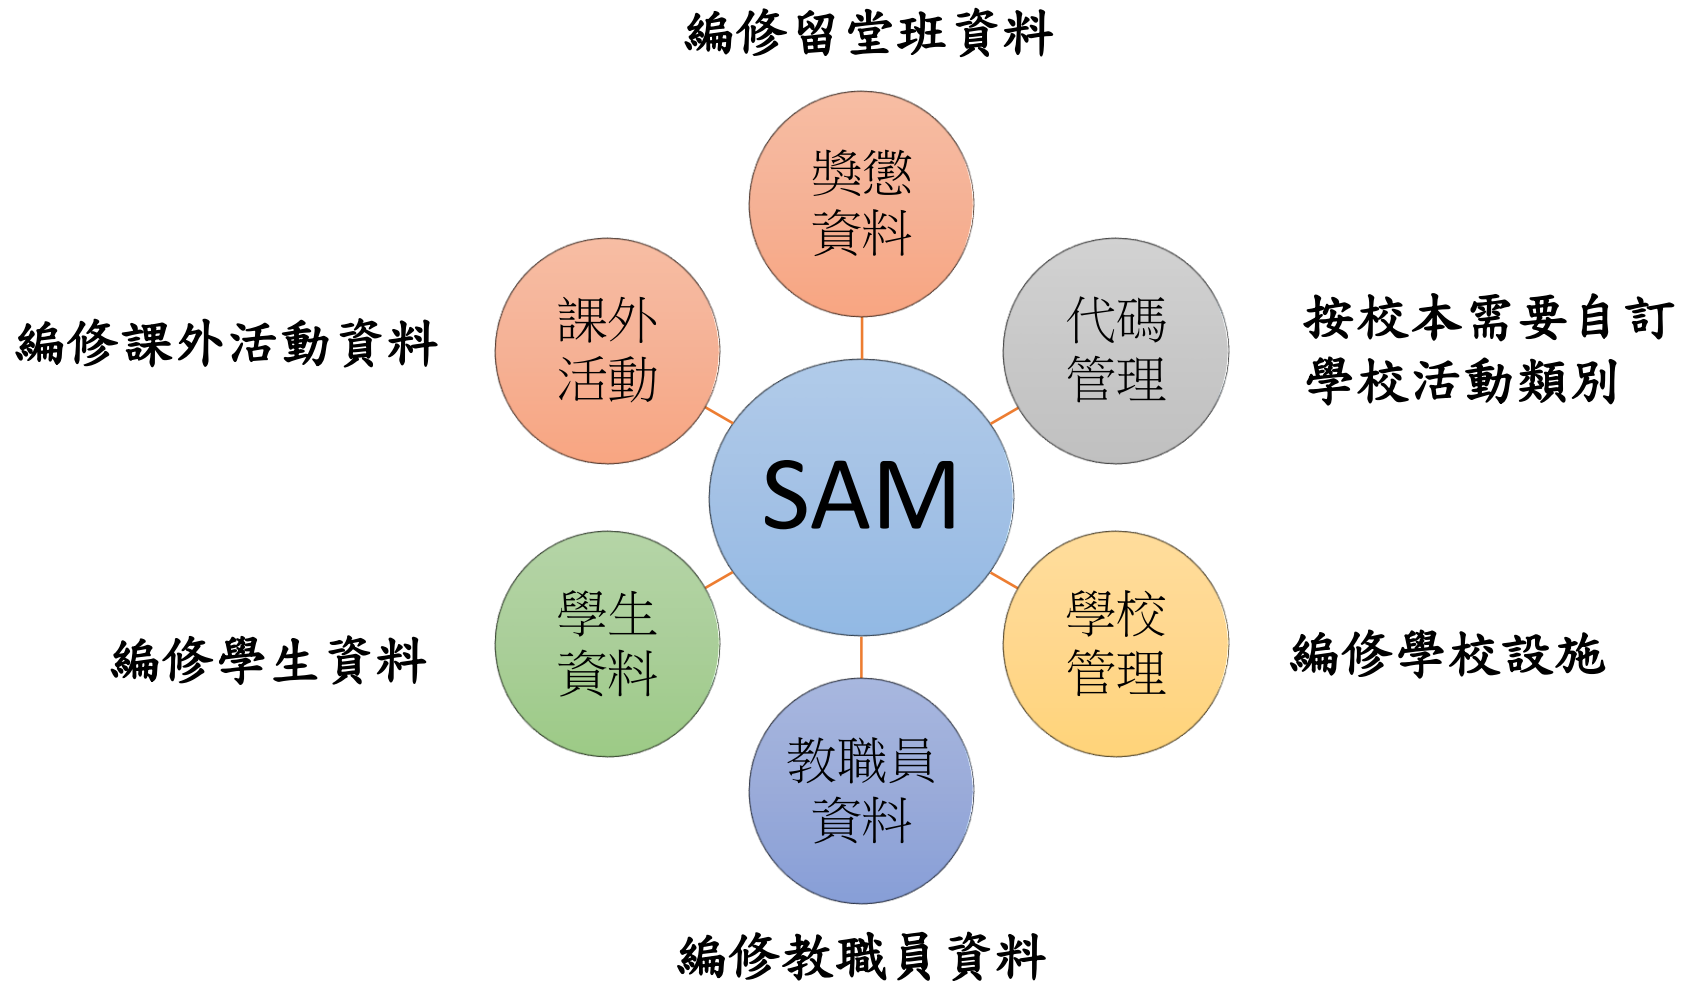 編修留堂班資料
獎懲
資料
課外
活動
代碼
管理
編修課外活動資料
按校本需要自訂
學校活動類別
SAM
學生
資料
學校
管理
編修學生資料
編修學校設施
教職員
資料
編修教職員資料